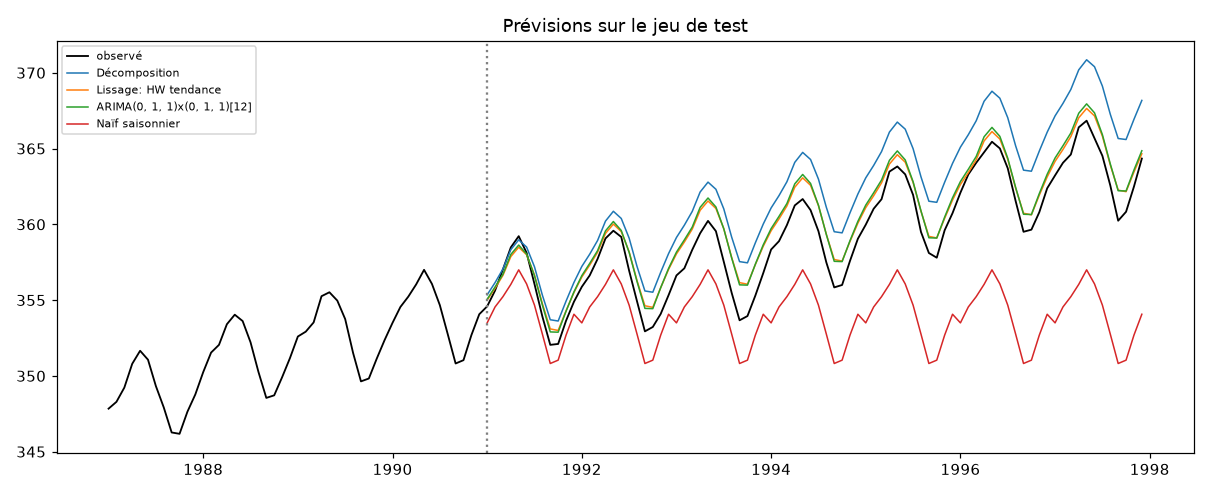 Prévisions sur le jeu de test
observé
Décomposition
Lissage: HW tendance
ARIMA(0, 1, 1)x(0, 1, 1)[12]
Naïf saisonnier
370
365
360
355
350
345
1988
1990
1992
1994
1996
1998